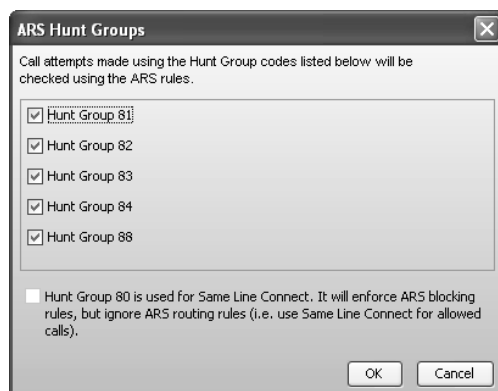 ARS Hunt Groups
Call attempts made using the Hunt Group codes listed below will be
checked using the ARS rules.
Hunt Group 81
Hunt Group 82
Hunt Group 83
Hunt Group 84
Hunt Group 88
Hunt Group 80 is used for Same Line Connect. It will enforce ARS blocking
rules, but ignore ARS routing rules (i.e. use Same Line Connect for allowed
calls).
OK Cancel